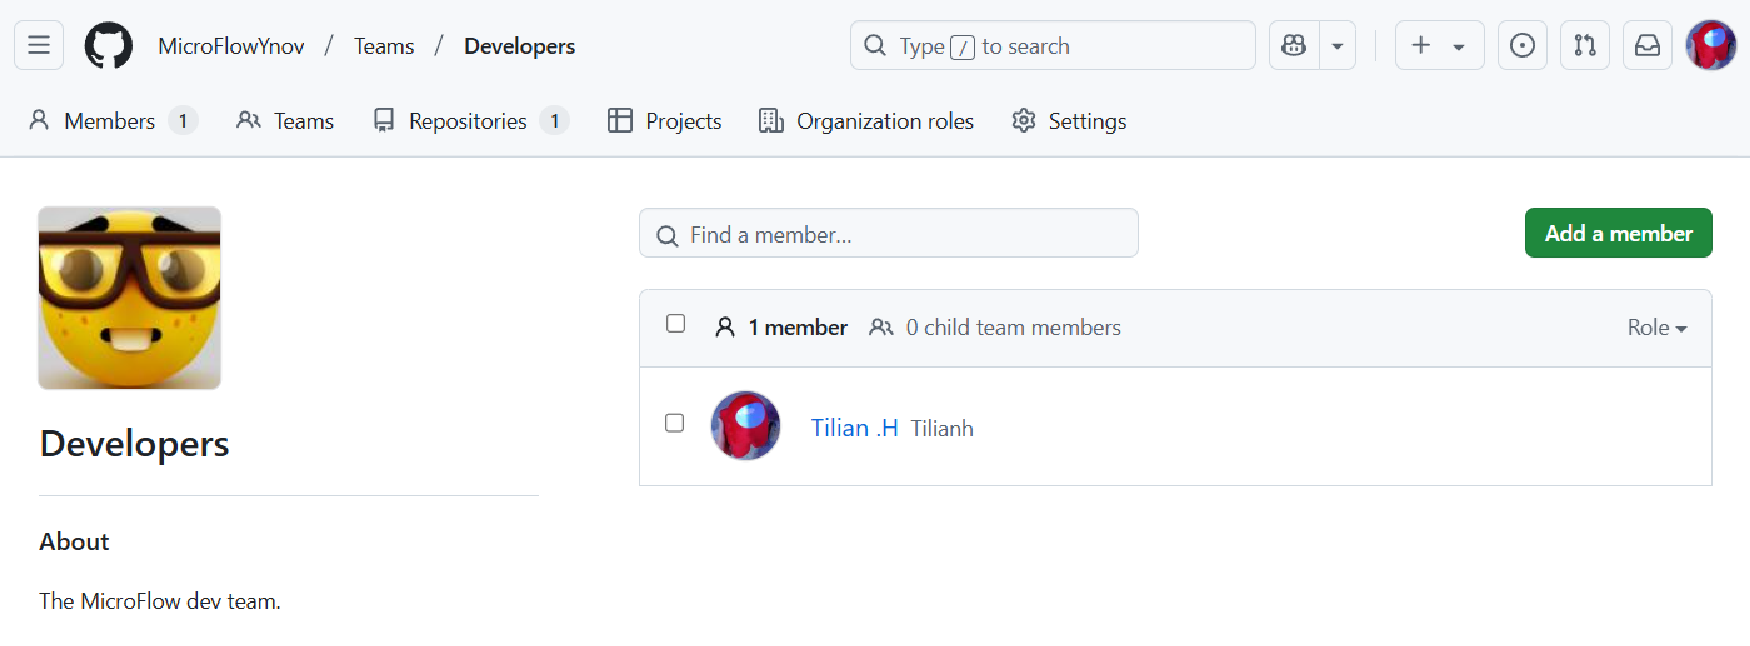 MicroFlowYnov / Teams / Developers
Type / to search
Members 1 Teams Repositories 1 Projects Organization roles Settings
Find a member...
Add a member
1 member 0 child team members Role
Tilian .H Tilianh
Developers
About
The MicroFlow dev team.